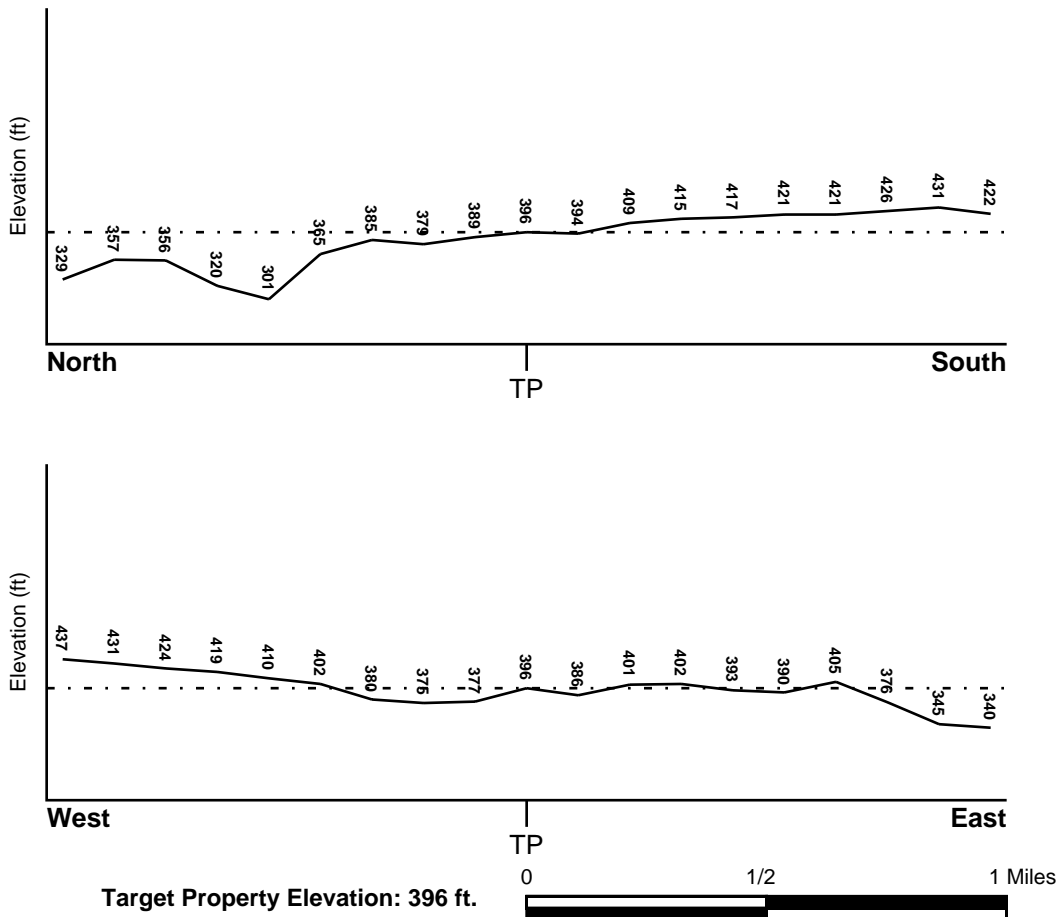 Elevation (ft)
329 357 356 320 301 365 385 379 389 396 394 409 415 417 421 421 426 431 422
North South
TP
Elevation (ft)
437 431 424 419 410 402 380 375 377 396 386 401 402 393 390 405 376 345 340
West East
TP
Target Property Elevation: 396 ft.
0 1/2 1 Miles